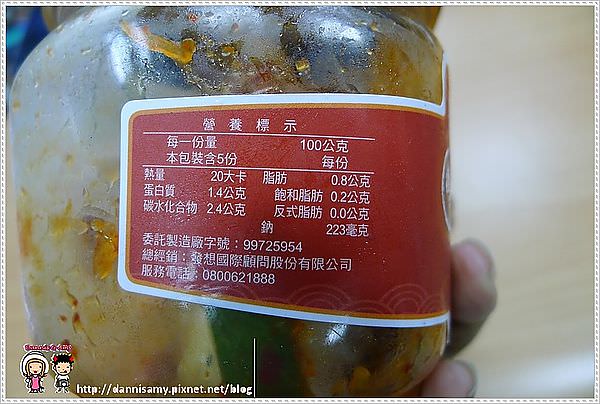 營養標示
每一份量 100公克
本包裝含5份 每份
熱量 20大卡 脂肪 0.8公克
蛋白質 1.4公克 飽和脂肪 0.2公克
碳水化合物 2.4公克 反式脂肪 0.0公克
鈉 223毫克
委託製造廠字號：99725954
總經銷：發想國際顧問股份有限公司
服務電話：0800621888
http://dannisamy.pixnet.net/blog